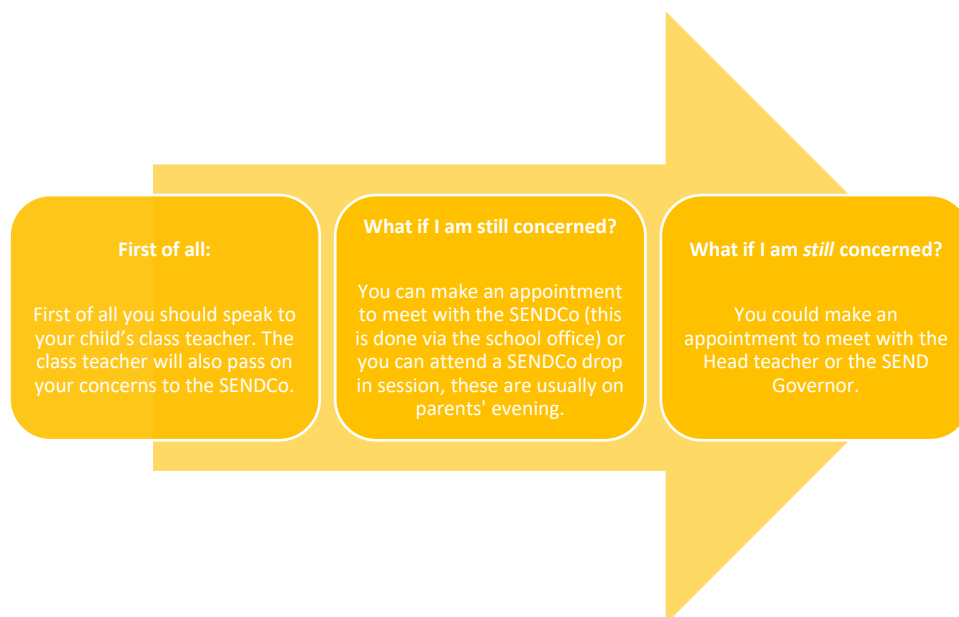 First of all:
First of all you should speak to
your child’s class teacher. The
class teacher will also pass on
your concerns to the SENDCo.
What if I am still concerned?
You can make an appointment
to meet with the SENDCo (this
is done via the school office) or
you can attend a SENDCo drop
in session, these are usually on
parents' evening.
What if I am still concerned?
You could make an
appointment to meet with the
Head teacher or the SEND
Governor.